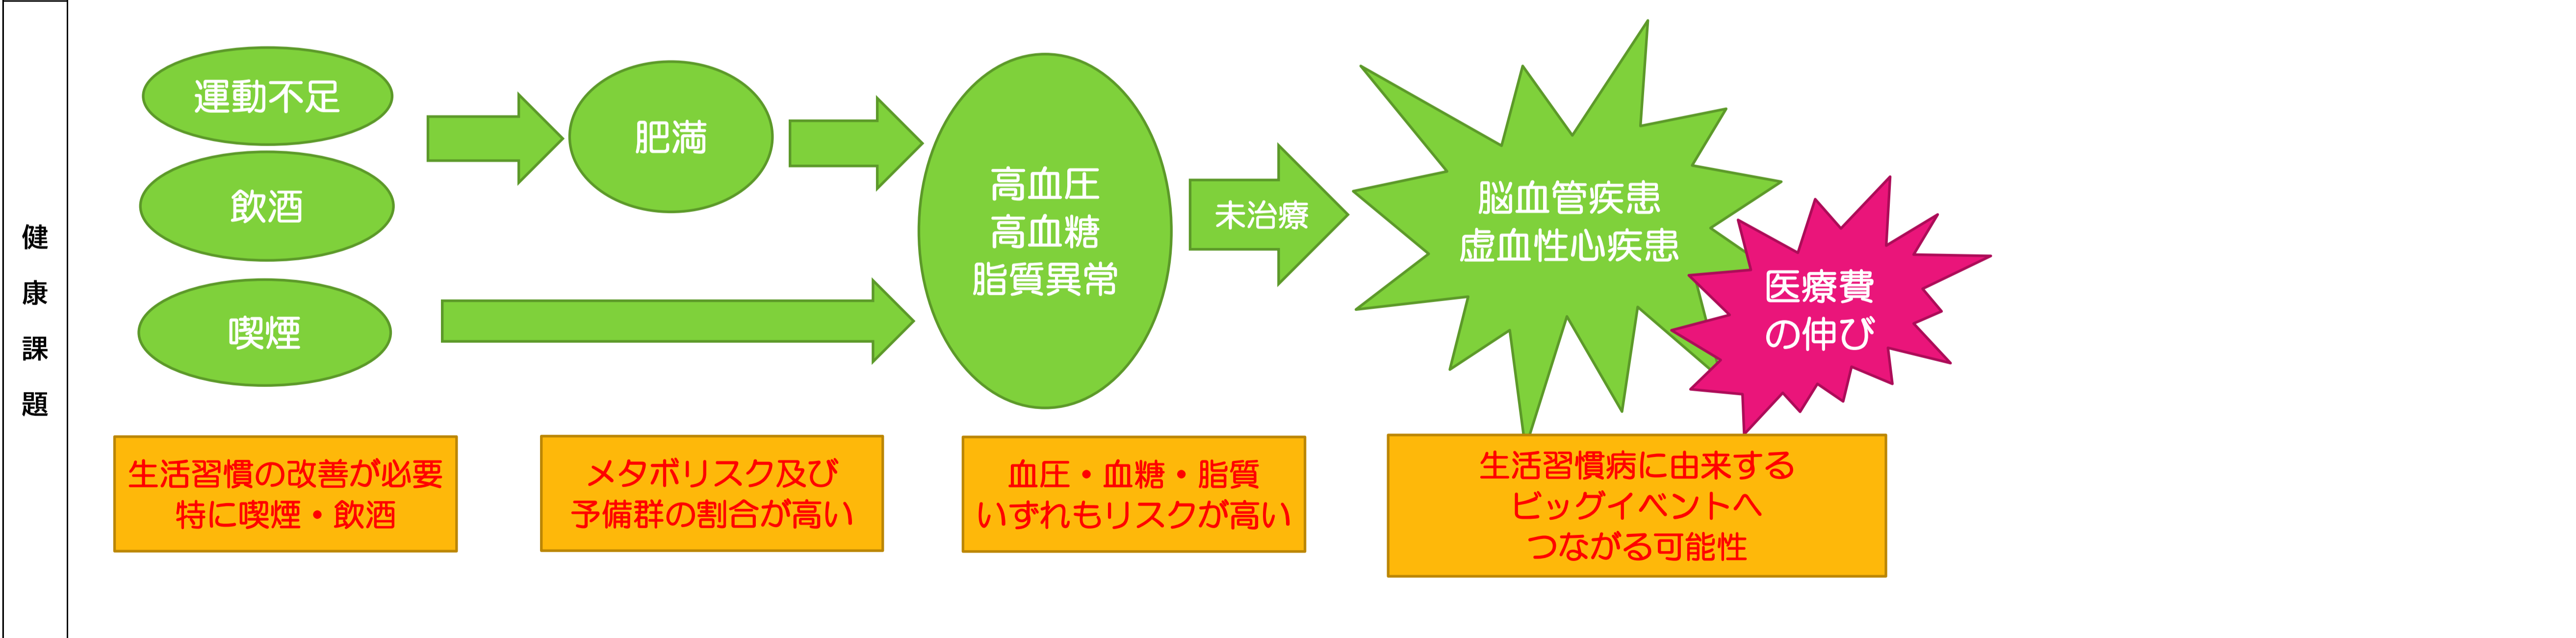 健康課題
運動不足
飲酒
喫煙
肥満
高血圧
高血糖
脂質異常
未治療
脳血管疾患
虚血性心疾患
医療費
の伸び
生活習慣の改善が必要
特に喫煙・飲酒
メタボリスク及び
予備群の割合が高い
血圧・血糖・脂質
いずれもリスクが高い
生活習慣病に由来する
ビッグイベントへ
つながる可能性